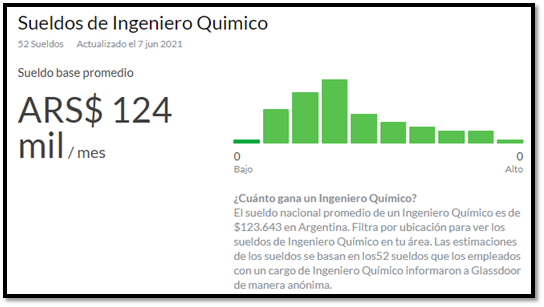 Sueldos de Ingeniero Quimico
52 Sueldos Actualizado el 7 jun 2021
Sueldo base promedio
ARS$ 124
mil / mes
0 0
Bajo Alto
¿Cuánto gana un Ingeniero Químico?
El sueldo nacional promedio de un Ingeniero Químico es de
$123.643 en Argentina. Filtra por ubicación para ver los
sueldos de Ingeniero Químico en tu área. Las estimaciones
de los sueldos se basan en los52 sueldos que los empleados
con un cargo de Ingeniero Químico informaron a Glassdoor
de manera anónima.